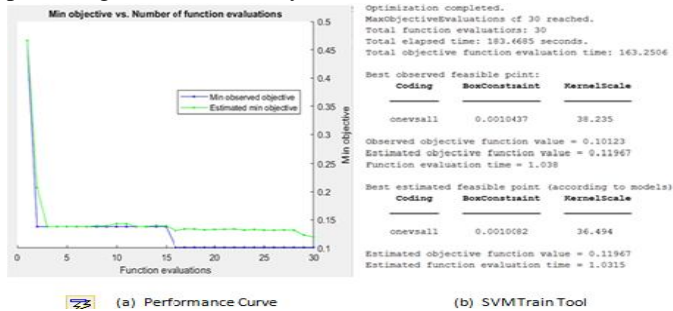 Min objective vs. Number of function evaluations
0.5
0.45
0.4
0.35
0.3
0.25
0.2
0.15
0.1
Min objective
Min observed objective
Estimated min objective
0 5 10 15 20 25 30
Function evaluations
(a) Performance Curve
Optimization completed.
MaxObjectiveEvaluations of 30 reached.
Total function evaluations: 30
Total elapsed time: 183.6685 seconds.
Total objective function evaluation time: 163.2506
Best observed feasible point:
Coding BoxConstraint KernelScale
onevsall 0.0010437 38.235
Observed objective function value = 0.10123
Estimated objective function value = 0.11967
Function evaluation time = 1.038
Best estimated feasible point (according to models)
Coding BoxConstraint KernelScale
onevsall 0.0010082 36.494
Estimated objective function value = 0.11967
Estimated function evaluation time = 1.0315
(b) SVMTrain Tool